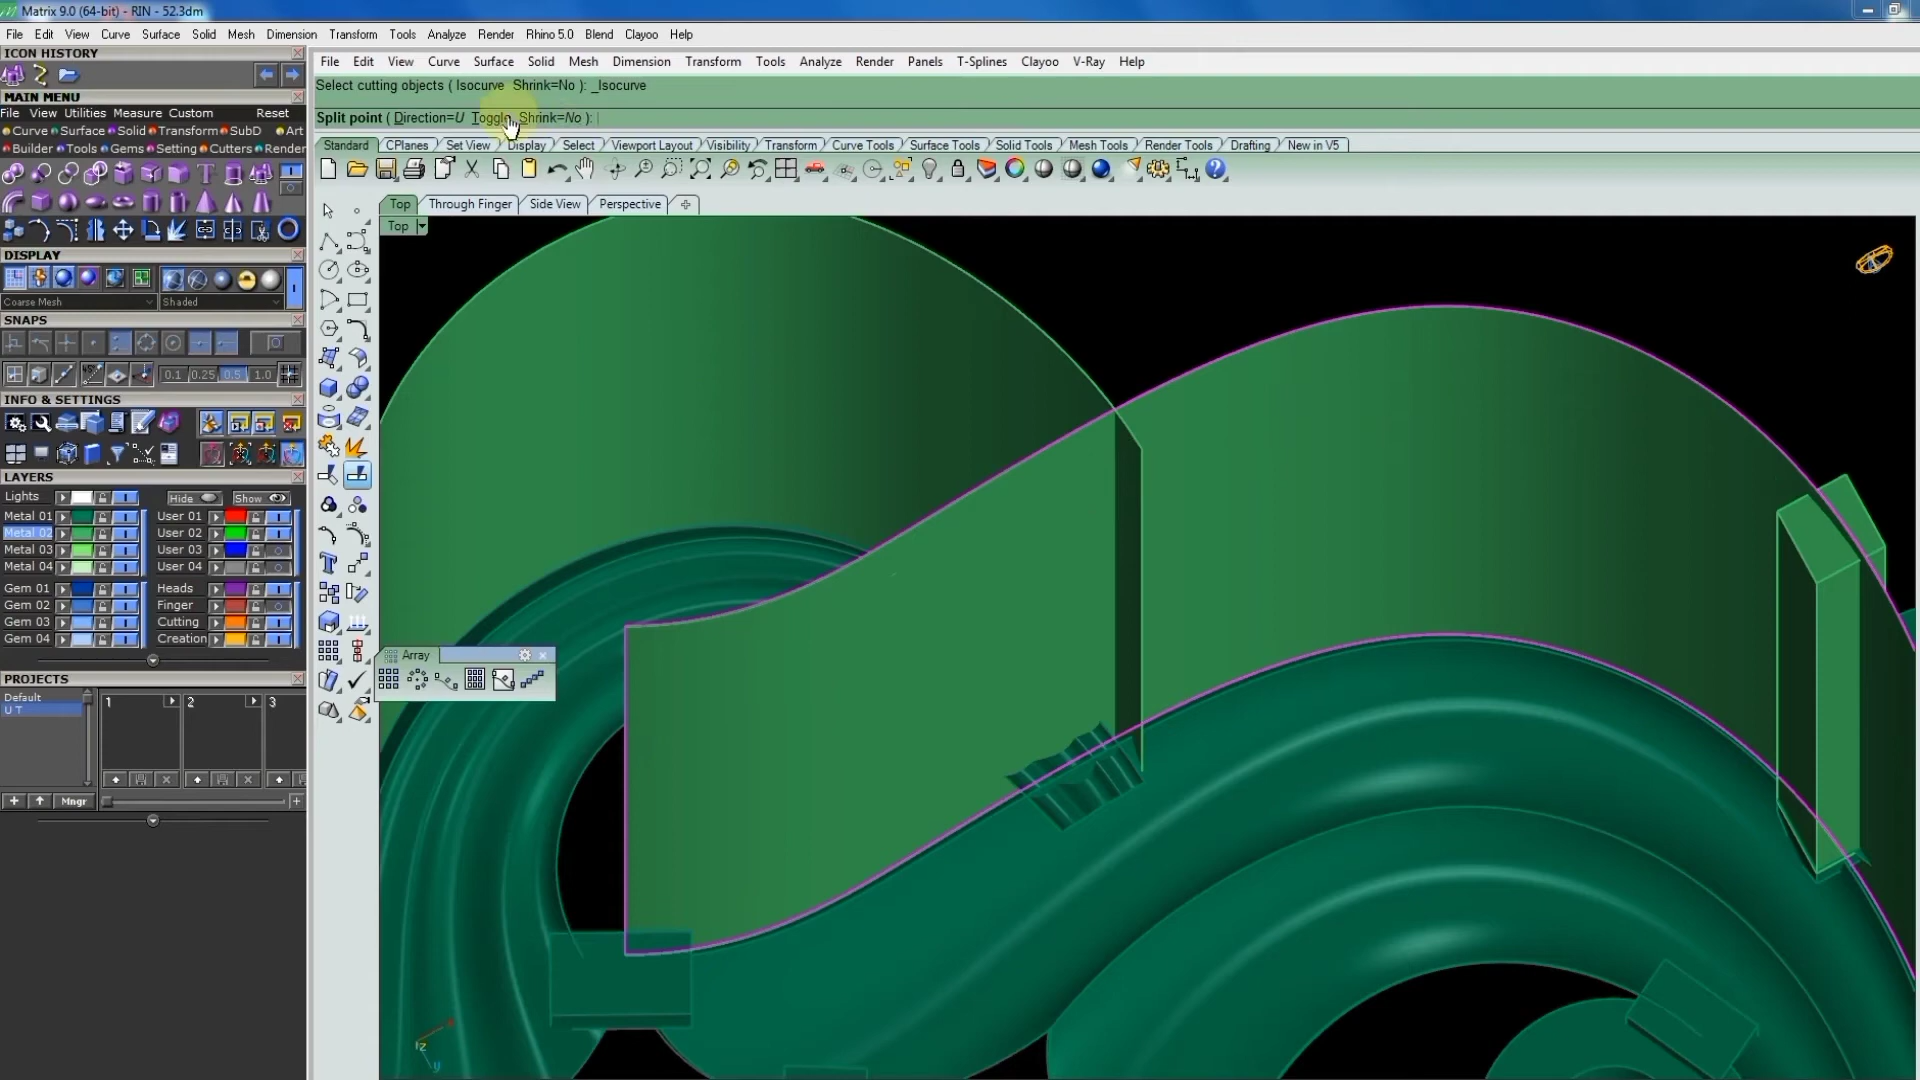 Matrix 9.0 (64-bit) - RIN - 52.3dm
File Edit View Curve Surface Solid Mesh Dimension Transform Tools Analyze Render Rhino 5.0 Blend Clayoo Help
ICON HISTORY
MAIN MENU
File View Utilities Measure Custom Reset
Curve Surface Solid Transform SubD Art
Builder Tools Gems Setting Cutters Render
DISPLAY
Coarse Mesh Shaded
SNAPS
0.1 0.25 0.5 1.0
INFO & SETTINGS
LAYERS
Lights Hide Show
Metal 01 User 01
Metal 02 User 02
Metal 03 User 03
Metal 04 User 04
Gem 01 Heads
Gem 02 Finger
Gem 03 Cutting
Gem 04 Creation
PROJECTS
Default
U T
1 2 3
Mngr
File Edit View Curve Surface Solid Mesh Dimension Transform Tools Analyze Render Panels T-Splines Clayoo V-Ray Help
Select cutting objects ( Isocurve Shrink=No ): _Isocurve
Split point ( Direction=U Toggle Shrink=No ):
Standard CPlanes Set View Display Select Viewport Layout Visibility Transform Curve Tools Surface Tools Solid Tools Mesh Tools Render Tools Drafting New in V5
Top Through Finger Side View Perspective
Top
Array
x
z
y